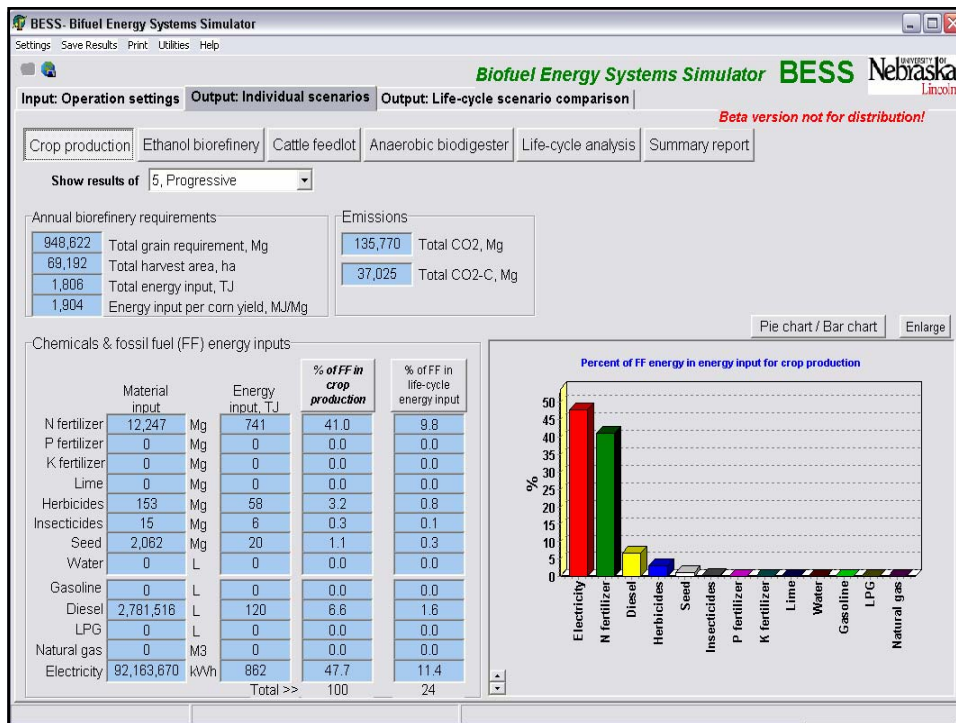 BESS- Bifuel Energy Systems Simulator
Settings Save Results Print Utilities Help
Biofuel Energy Systems Simulator BESS
UNIVERSITY OF
Nebraska
Lincoln
Input: Operation settings Output: Individual scenarios Output: Life-cycle scenario comparison
Beta version not for distribution!
Crop production Ethanol biorefinery Cattle feedlot Anaerobic biodigester Life-cycle analysis Summary report
Show results of 5, Progressive
Annual biorefinery requirements
948,622 Total grain requirement, Mg
69,192 Total harvest area, ha
1,806 Total energy input, TJ
1,904 Energy input per corn yield, MJ/Mg
Emissions
135,770 Total CO2, Mg
37,025 Total CO2-C, Mg
Pie chart / Bar chart Enlarge
Chemicals & fossil fuel (FF) energy inputs
Material
input
Energy
input, TJ
% of FF in
crop
production
% of FF in
life-cycle
energy input
N fertilizer 12,247 Mg 741 41.0 9.8
P fertilizer 0 Mg 0 0.0 0.0
K fertilizer 0 Mg 0 0.0 0.0
Lime 0 Mg 0 0.0 0.0
Herbicides 153 Mg 58 3.2 0.8
Insecticides 15 Mg 6 0.3 0.1
Seed 2,062 Mg 20 1.1 0.3
Water 0 L 0 0.0 0.0
Gasoline 0 L 0 0.0 0.0
Diesel 2,781,516 L 120 6.6 1.6
LPG 0 L 0 0.0 0.0
Natural gas 0 M3 0 0.0 0.0
Electricity 92,163,670 kWh 862 47.7 11.4
Total >> 100 24
Percent of FF energy in energy input for crop production
%
50
45
40
35
30
25
20
15
10
5
0
Electricity
N fertilizer
Diesel
Herbicides
Seed
Insecticides
P fertilizer
K fertilizer
Lime
Water
Gasoline
LPG
Natural gas